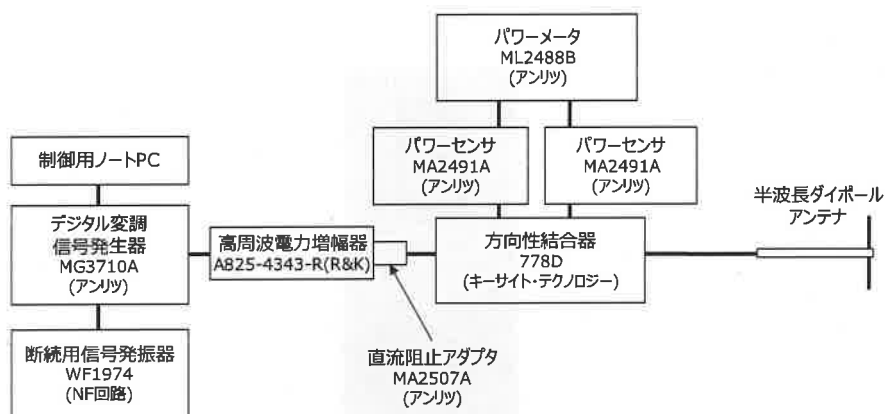 パワーメータ
ML2488B
(アンリツ)
パワーセンサ
MA2491A
(アンリツ)
パワーセンサ
MA2491A
(アンリツ)
制御用ノートPC
デジタル変調
信号発生器
MG3710A
(アンリツ)
高周波電力増幅器
A825-4343-R(R&K)
方向性結合器
778D
(キーサイト・テクノロジー)
半波長ダイポール
アンテナ
断続用信号発振器
WF1974
(NF回路)
直流阻止アダプタ
MA2507A
(アンリツ)